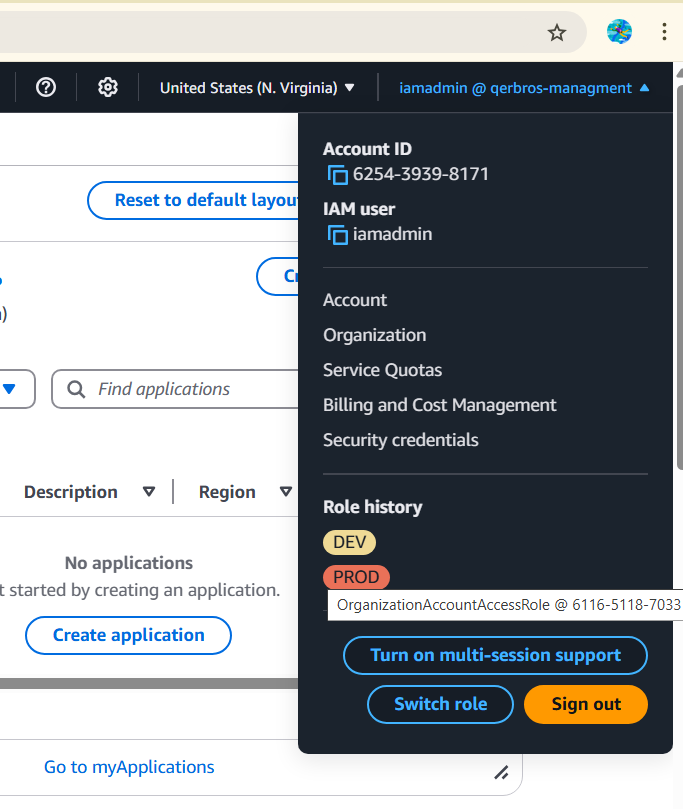 United States (N. Virginia)
iamadmin @ qerbros-managment
Account ID
6254-3939-8171
IAM user
iamadmin
Account
Organization
Service Quotas
Billing and Cost Management
Security credentials
Role history
DEV
PROD
OrganizationAccountAccessRole @ 6116-5118-7033
Turn on multi-session support
Switch role
Sign out
Reset to default layou
Cr
)
Find applications
Description
Region
No applications
t started by creating an application.
Create application
Go to myApplications